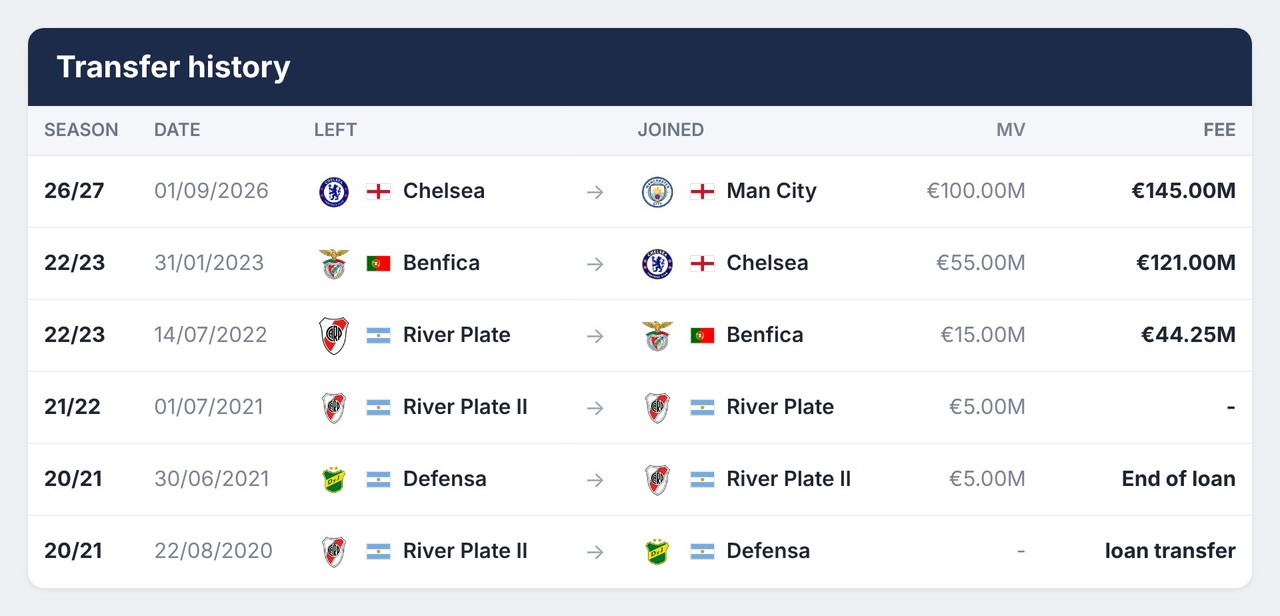 Transfer history
SEASON DATE LEFT JOINED MV FEE
26/27 01/09/2026 Chelsea → Man City €100.00M €145.00M
22/23 31/01/2023 Benfica → Chelsea €55.00M €121.00M
22/23 14/07/2022 River Plate → Benfica €15.00M €44.25M
21/22 01/07/2021 River Plate II → River Plate €5.00M -
20/21 30/06/2021 Defensa → River Plate II €5.00M End of loan
20/21 22/08/2020 River Plate II → Defensa - loan transfer